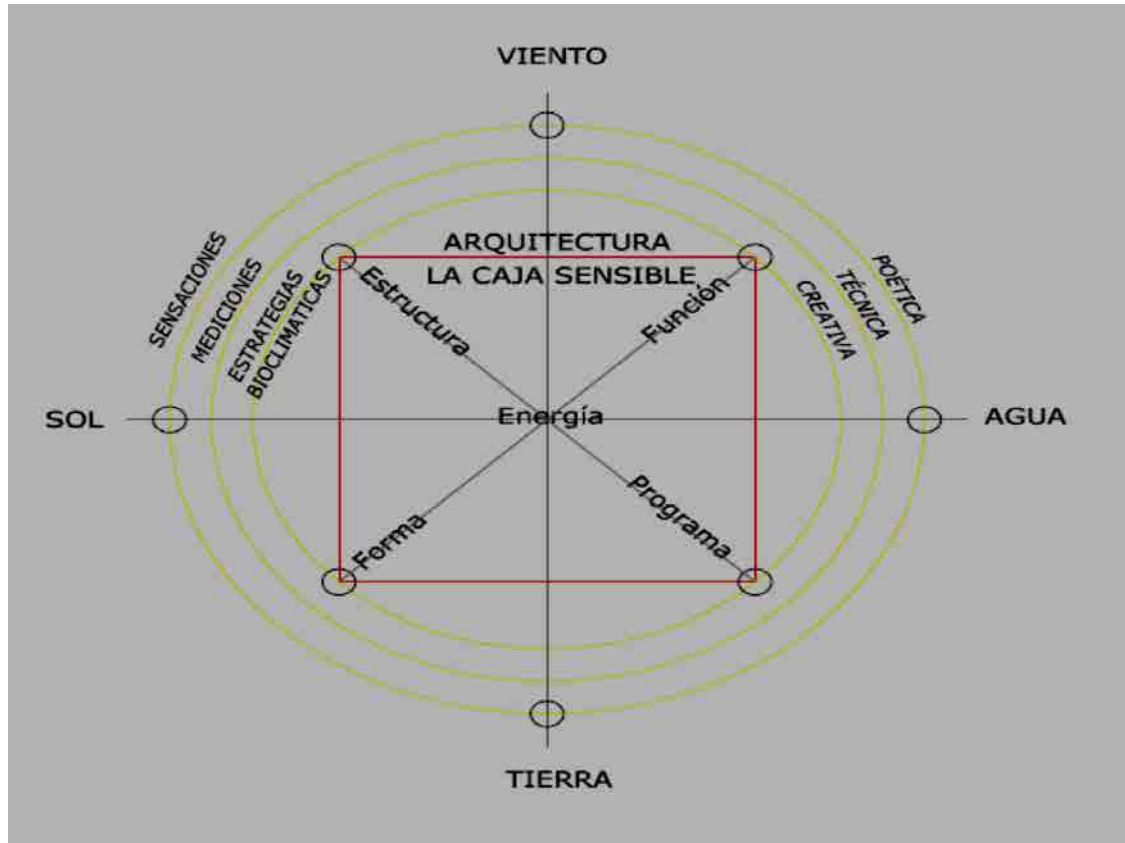 VIENTO
ARQUITECTURA
LA CAJA SENSIBLE
SENSACIONES
MEDICIONES
ESTRATEGIAS
BIOCLIMATICAS
Estructura
Función
CREATIVA
TÉCNICA
POÉTICA
SOL
Energía
AGUA
Forma
Programa
TIERRA